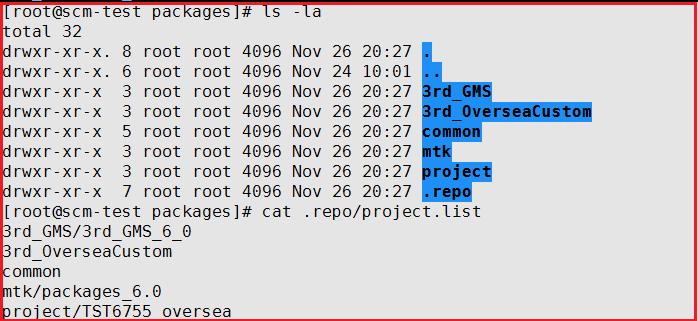 [root@scm-test packages]# ls -la
total 32
drwxr-xr-x. 8 root root 4096 Nov 26 20:27 .
drwxr-xr-x. 6 root root 4096 Nov 24 10:01 ..
drwxr-xr-x  3 root root 4096 Nov 26 20:27 3rd_GMS
drwxr-xr-x  3 root root 4096 Nov 26 20:27 3rd_OverseaCustom
drwxr-xr-x  5 root root 4096 Nov 26 20:27 common
drwxr-xr-x  3 root root 4096 Nov 26 20:27 mtk
drwxr-xr-x  3 root root 4096 Nov 26 20:27 project
drwxr-xr-x  7 root root 4096 Nov 26 20:27 .repo
[root@scm-test packages]# cat .repo/project.list
3rd_GMS/3rd_GMS_6_0
3rd_OverseaCustom
common
mtk/packages_6.0
project/TST6755_oversea